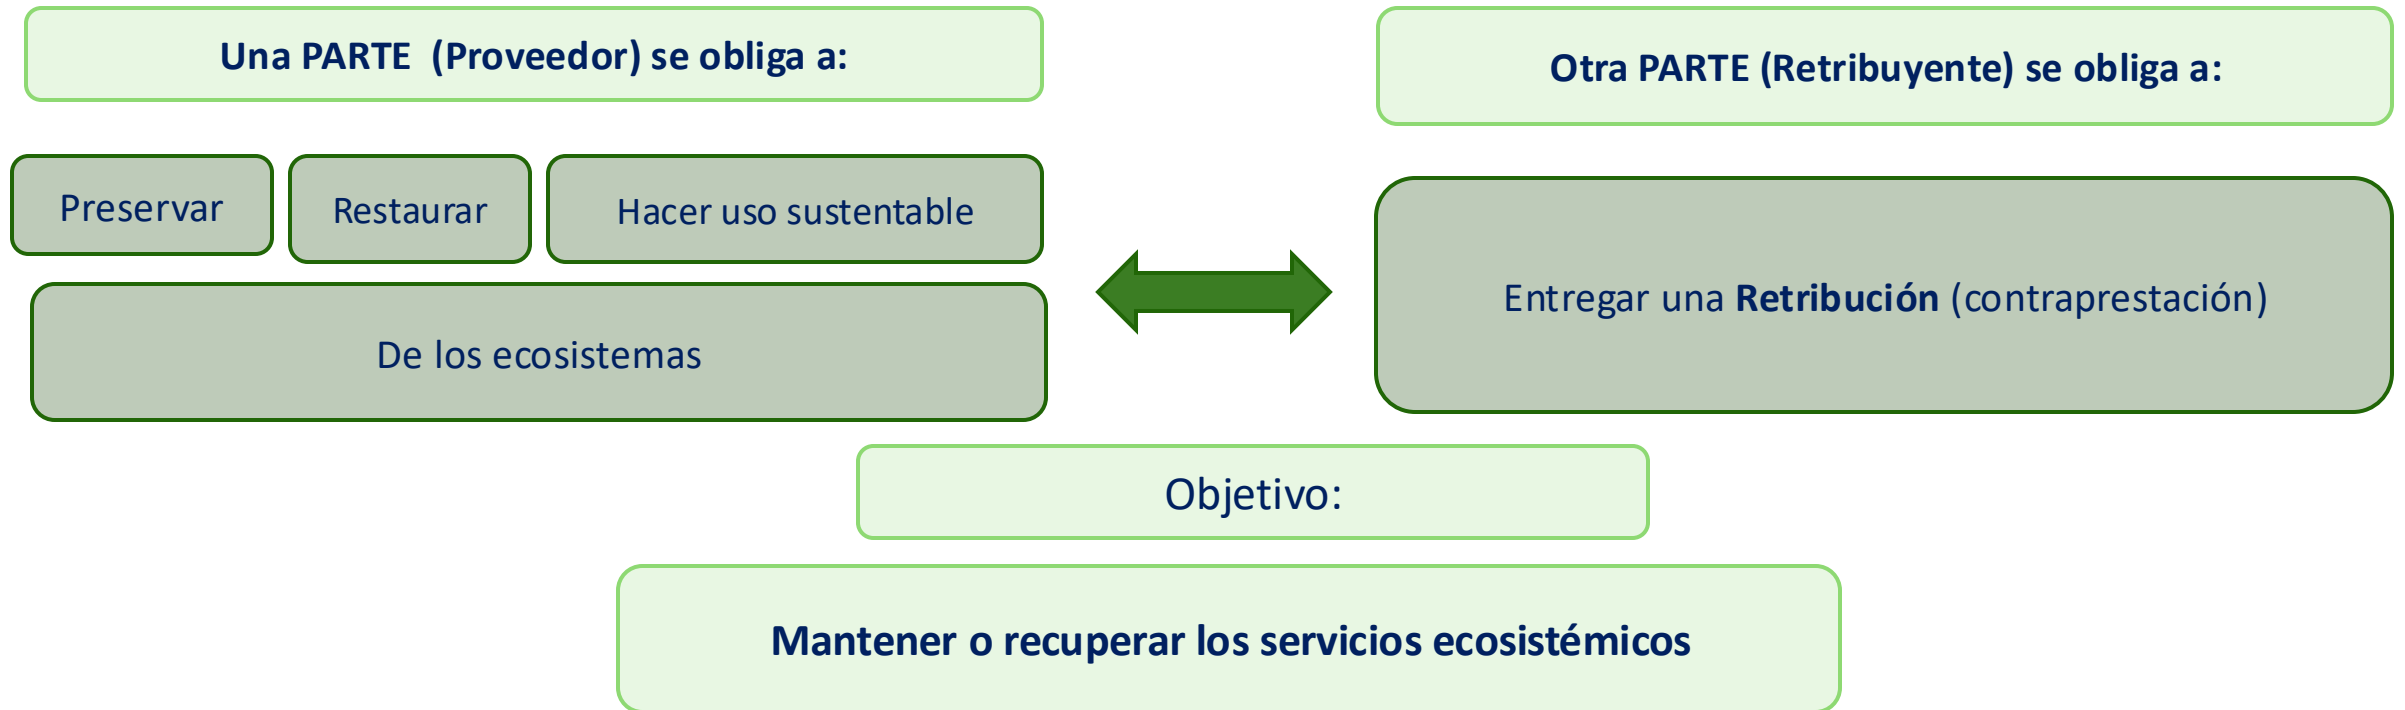 Una PARTE (Proveedor) se obliga a:
Preservar
Restaurar
Hacer uso sustentable
De los ecosistemas
Otra PARTE (Retribuyente) se obliga a:
Entregar una Retribución (contraprestación)
Objetivo:
Mantener o recuperar los servicios ecosistémicos